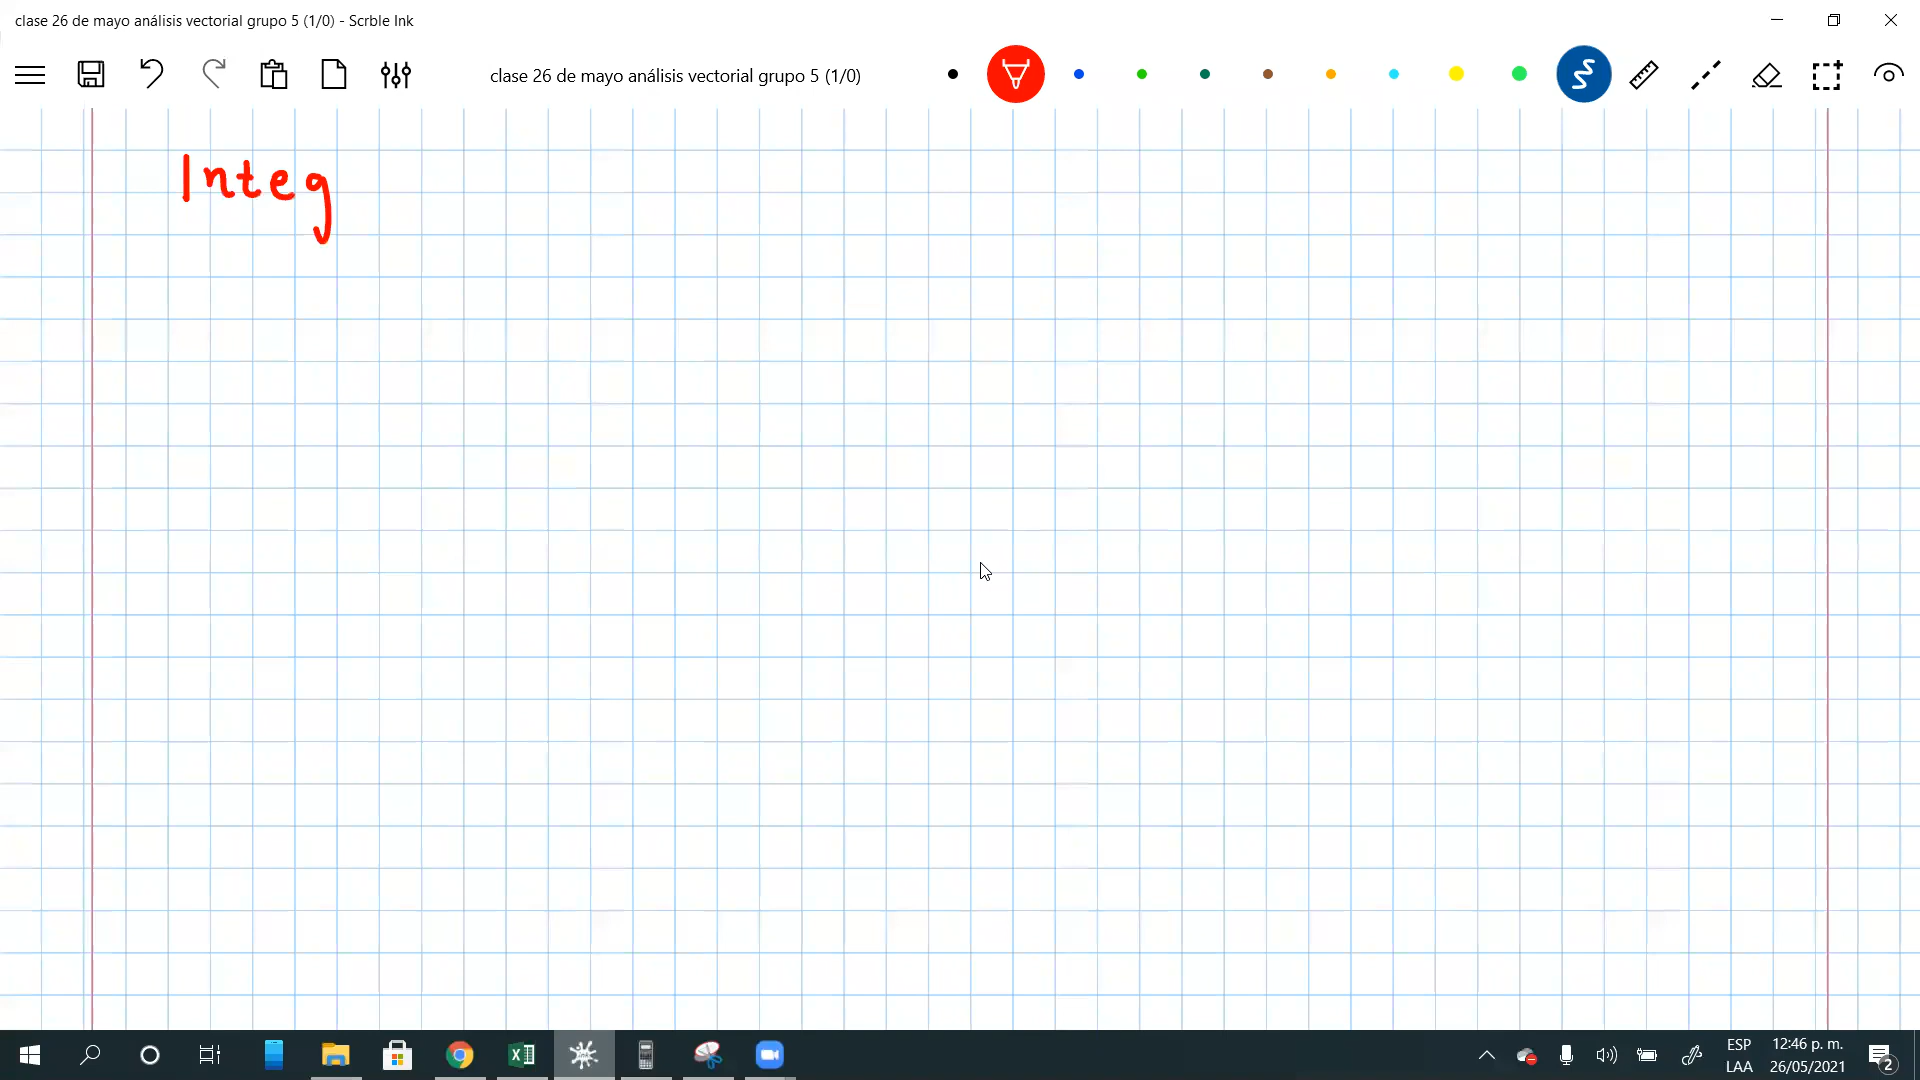 clase 26 de mayo análisis vectorial grupo 5 (1/0) - Scrble Ink
clase 26 de mayo análisis vectorial grupo 5 (1/0)
Integ
ESP
LAA
12:46 p. m.
26/05/2021
2